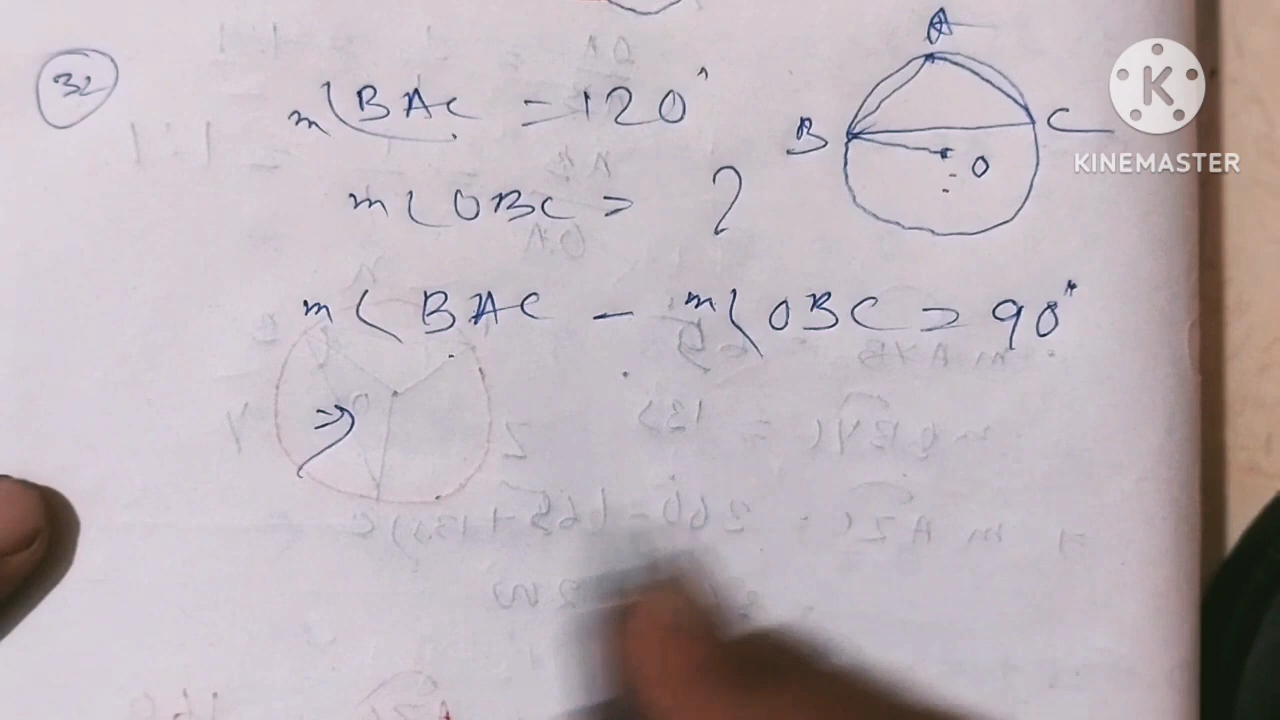 32
m∠BAC = 120°
m∠OBC = ?
m∠BAC - m∠OBC = 90°
⇒
A
B
C
O
K
KINEMASTER